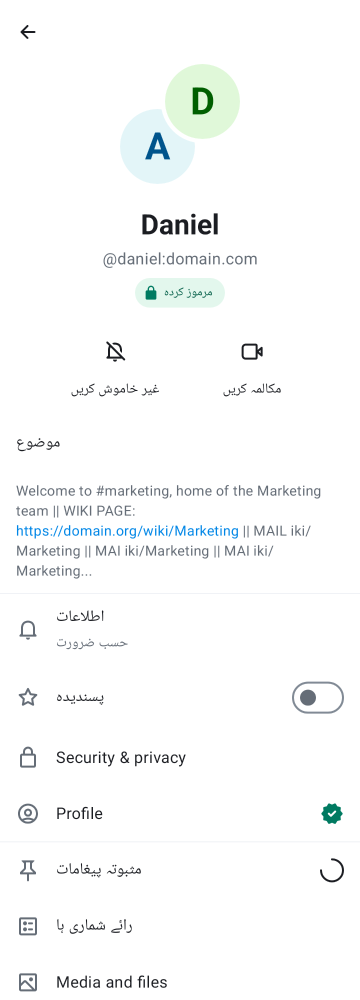 D
A
Daniel
@daniel:domain.com
مرموز کردہ
غیر خاموش کریں
مکالمہ کریں
موضوع
Welcome to #marketing, home of the Marketing
team || WIKI PAGE:
https://domain.org/wiki/Marketing || MAIL iki/
Marketing || MAI iki/Marketing || MAI iki/
Marketing...
اطلاعات
حسب ضرورت
پسندیدہ
Security & privacy
Profile
مثبوتہ پیغامات
رائے شماری ہا
Media and files